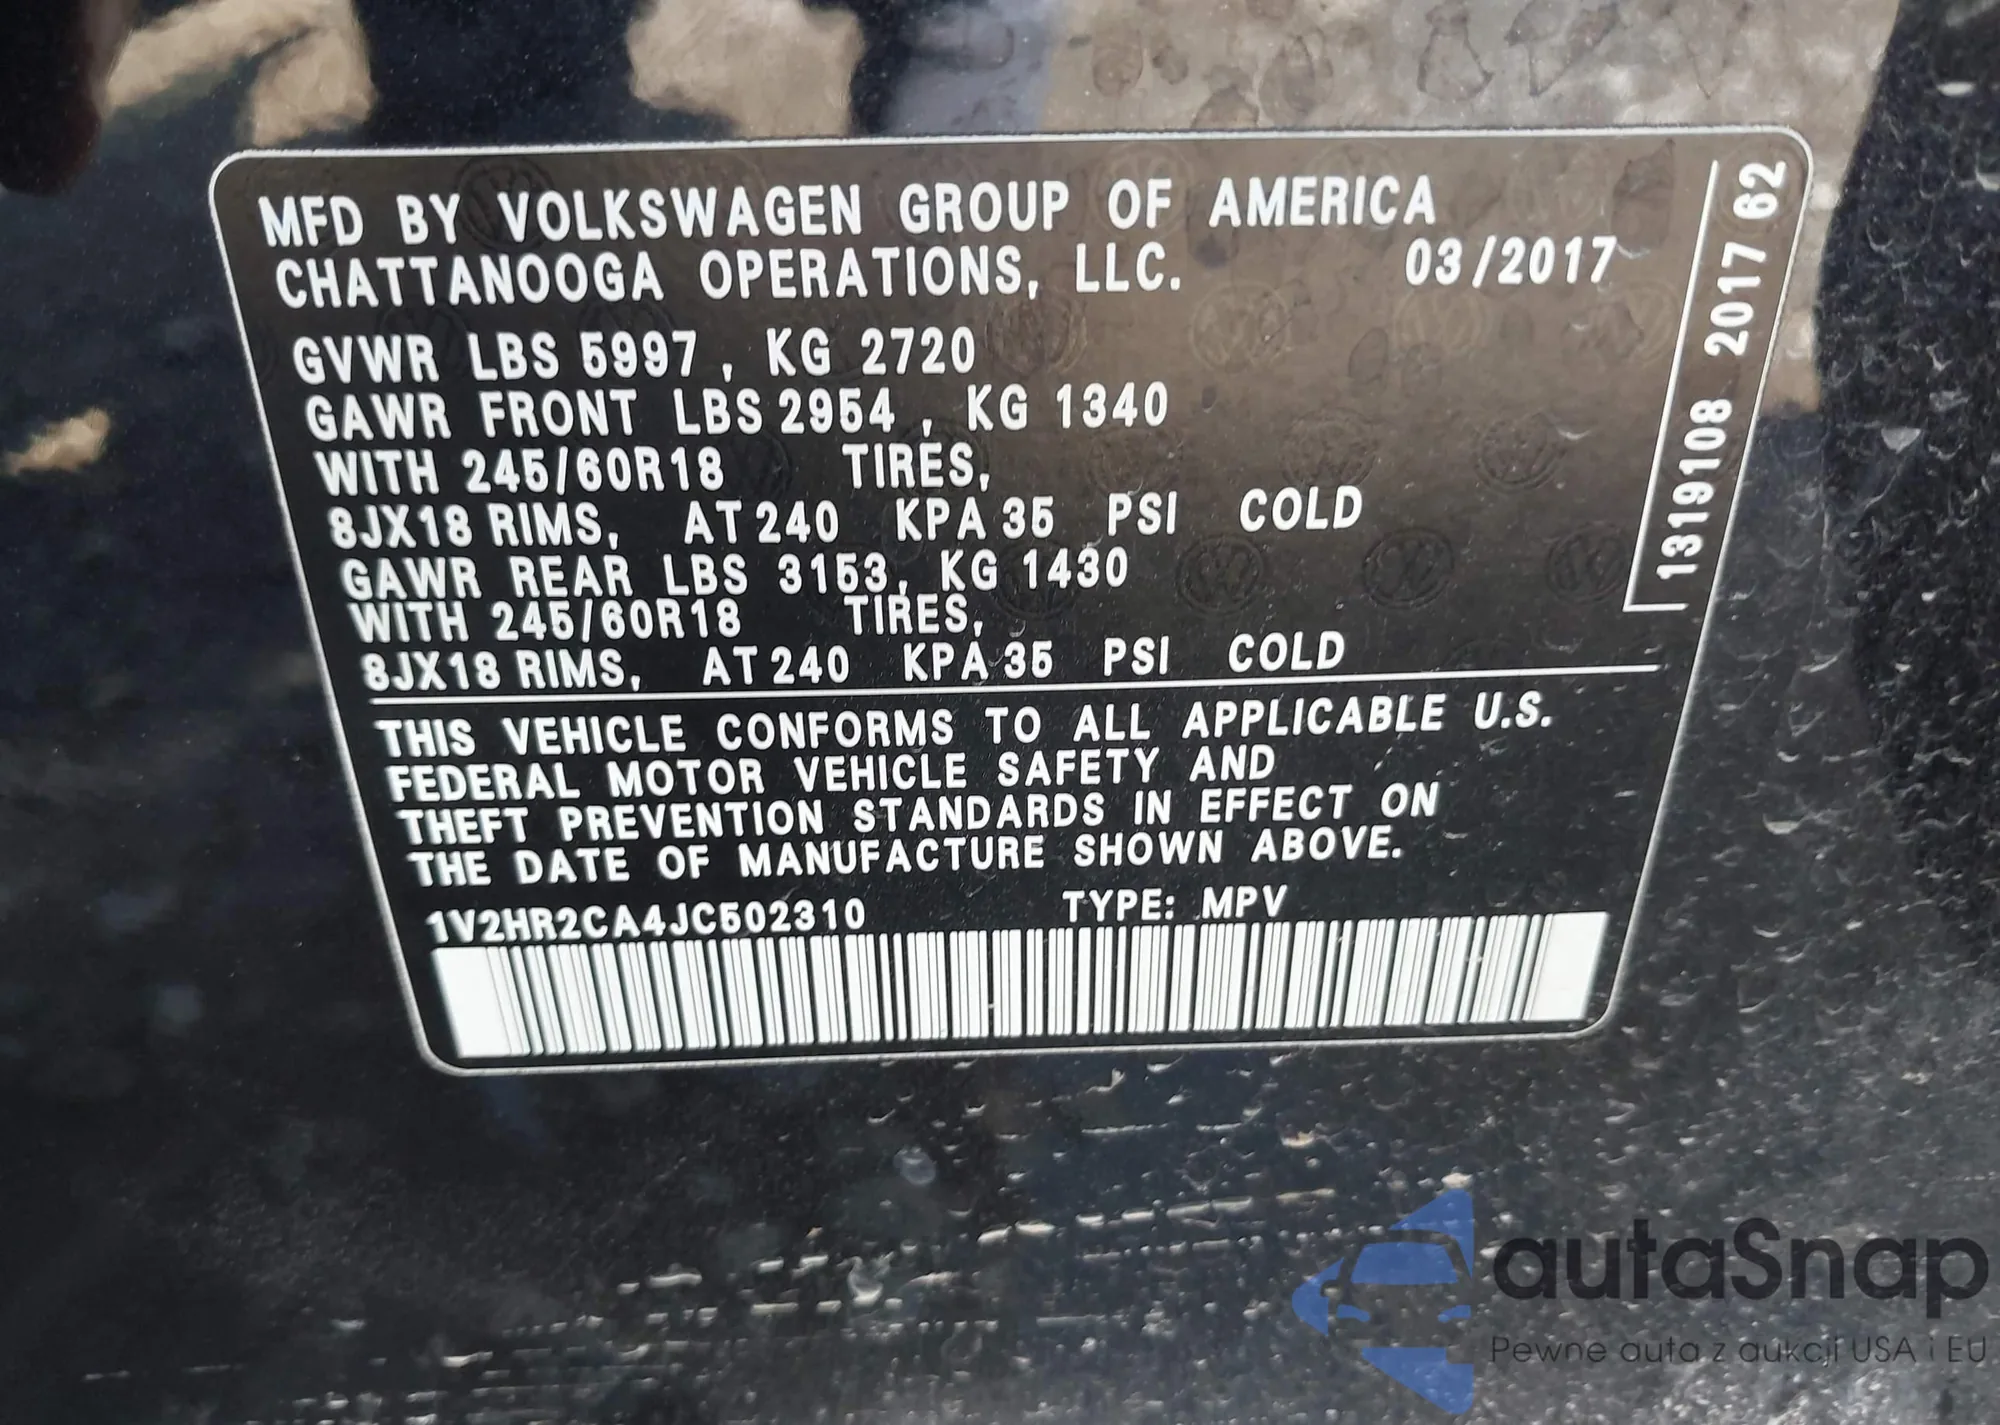 MFD BY VOLKSWAGEN GROUP OF AMERICA
CHATTANOOGA OPERATIONS, LLC. 03/2017
GVWR LBS 5997, KG 2720
GAWR FRONT LBS 2954, KG 1340
WITH 245/60R18 TIRES,
8JX18 RIMS, AT 240 KPA 35 PSI COLD
GAWR REAR LBS 3153, KG 1430
WITH 245/60R18 TIRES,
8JX18 RIMS, AT 240 KPA 35 PSI COLD
THIS VEHICLE CONFORMS TO ALL APPLICABLE U.S.
FEDERAL MOTOR VEHICLE SAFETY AND
THEFT PREVENTION STANDARDS IN EFFECT ON
THE DATE OF MANUFACTURE SHOWN ABOVE.
1V2HR2CA4JC502310 TYPE: MPV
1319108 2017 62
autaSnap
Pewne auta z aukcji USA i EU